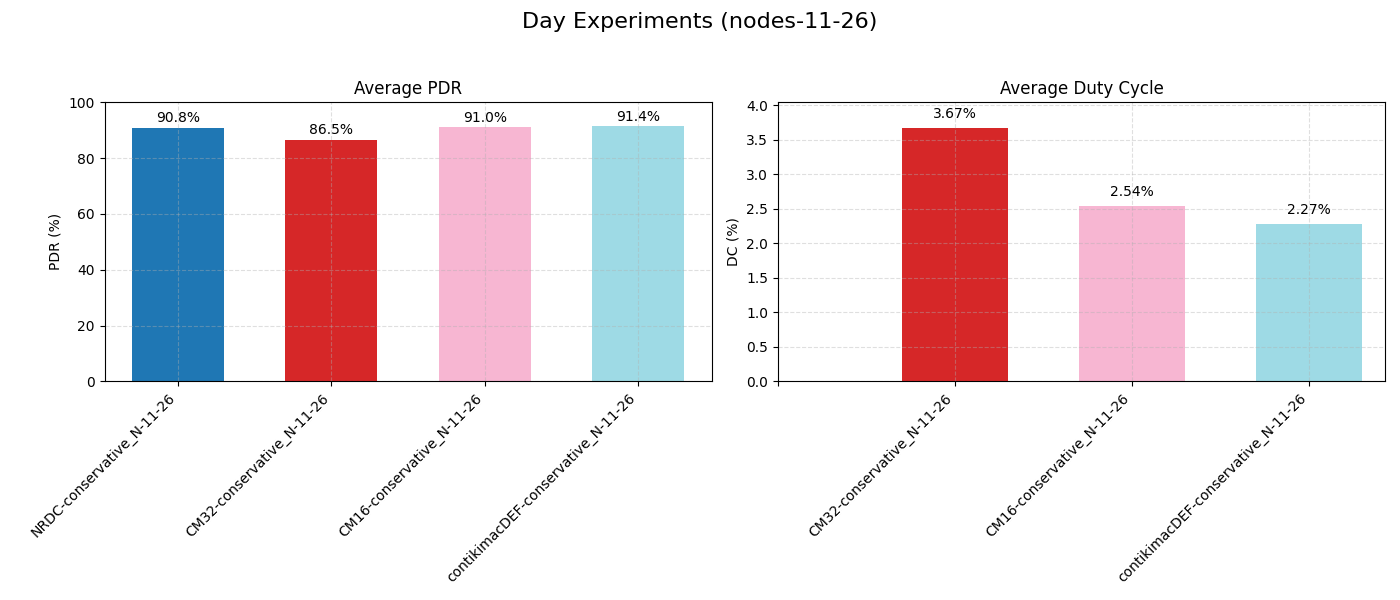 Day Experiments (nodes-11-26)
Average PDR
PDR (%)
100
80
60
40
20
0
90.8%
86.5%
91.0%
91.4%
NRDC-conservative_N-11-26
CM32-conservative_N-11-26
CM16-conservative_N-11-26
contikimacDEF-conservative_N-11-26
Average Duty Cycle
DC (%)
4.0
3.5
3.0
2.5
2.0
1.5
1.0
0.5
0.0
3.67%
2.54%
2.27%
CM32-conservative_N-11-26
CM16-conservative_N-11-26
contikimacDEF-conservative_N-11-26